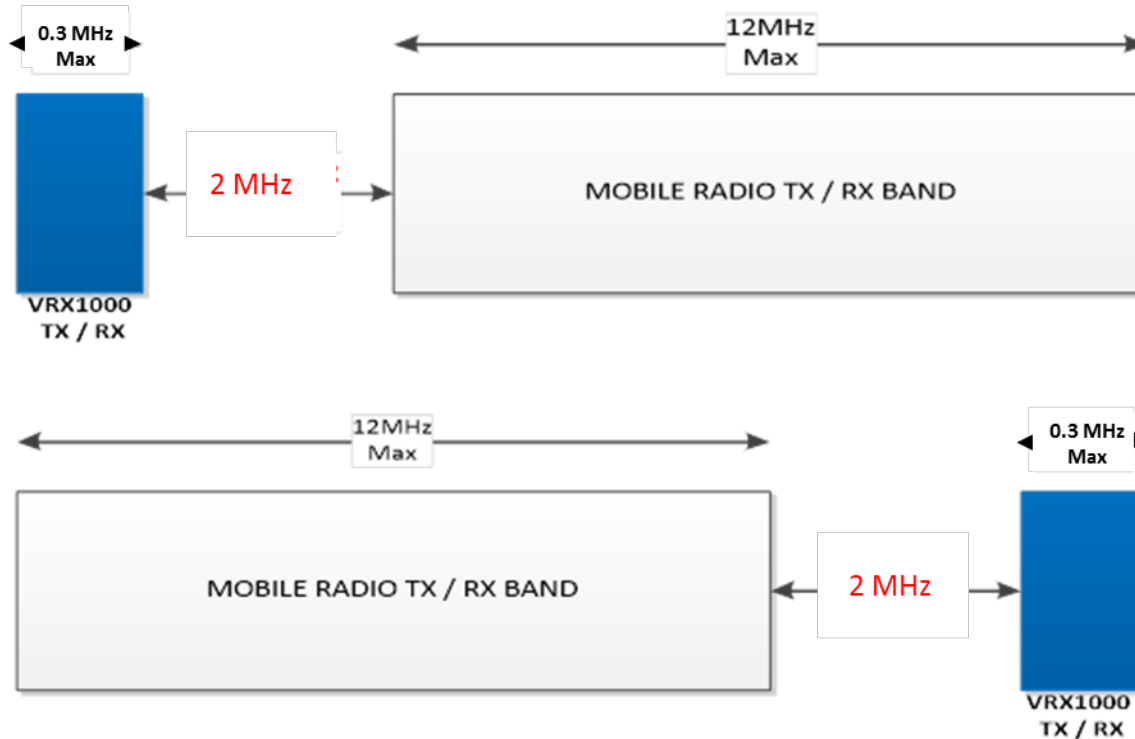 0.3 MHz
Max
12MHz
Max
2 MHz
MOBILE RADIO TX / RX BAND
VRX1000
TX / RX
12MHz
Max
0.3 MHz
Max
MOBILE RADIO TX / RX BAND
2 MHz
VRX1000
TX / RX